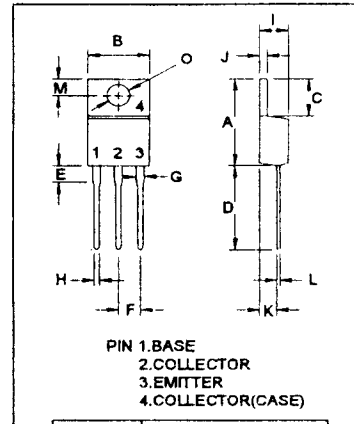 I
B
O
J
M
4
C
A
1 2 3
E
G
D
H
F
L
K
PIN 1.BASE
2.COLLECTOR
3.EMITTER
4.COLLECTOR(CASE)